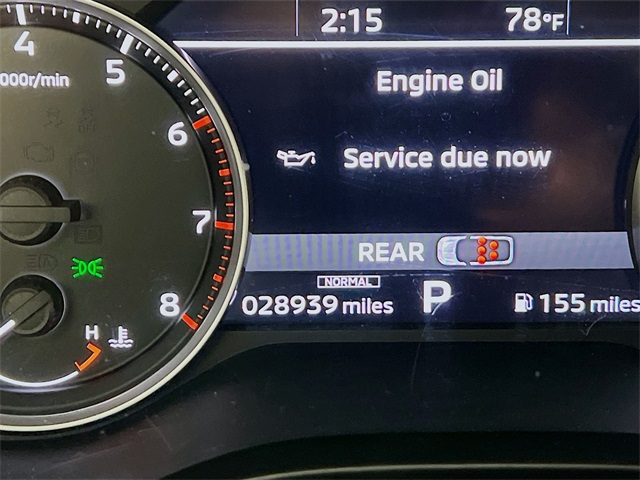 2:15 78°F
4
5
000r/min
Engine Oil
6
Service due now
7
REAR
NORMAL
8
028939 miles P 155 miles
H